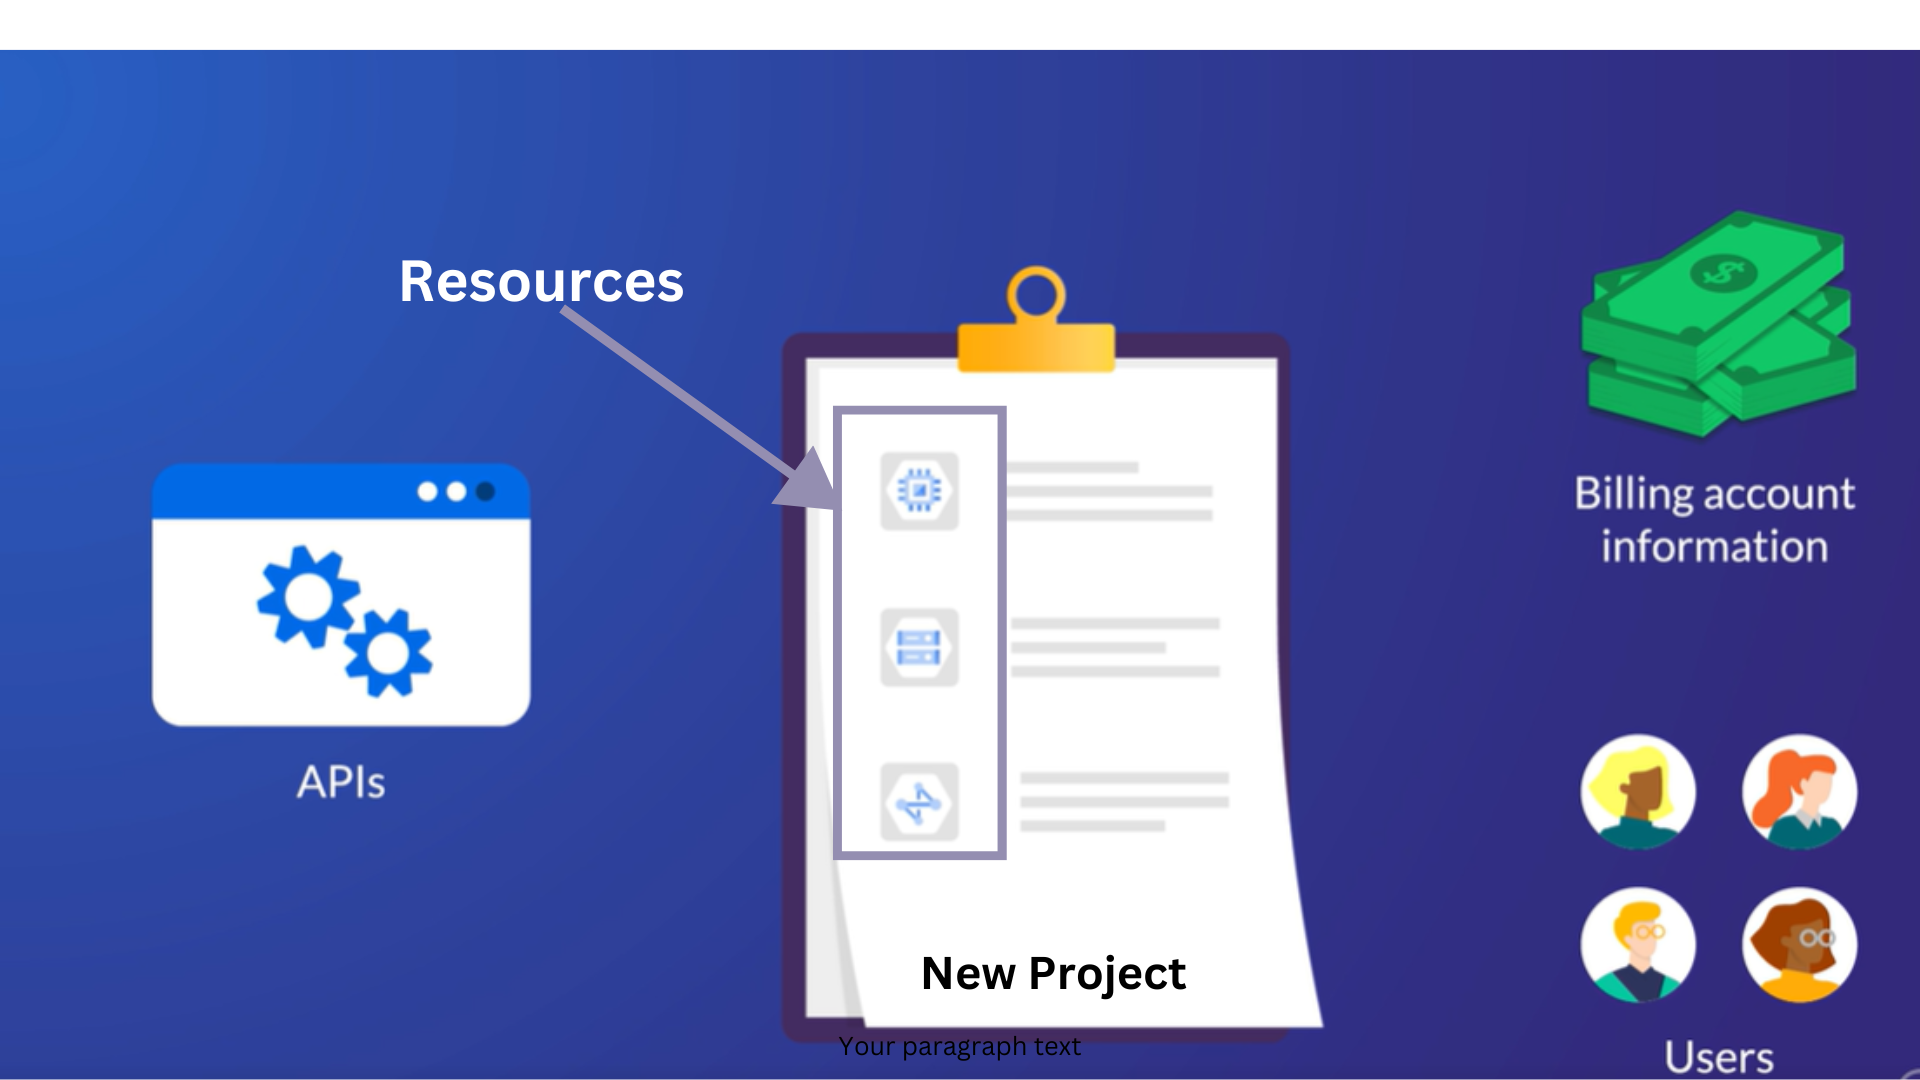 Resources
APIs
New Project
Your paragraph text
Billing account
information
Users